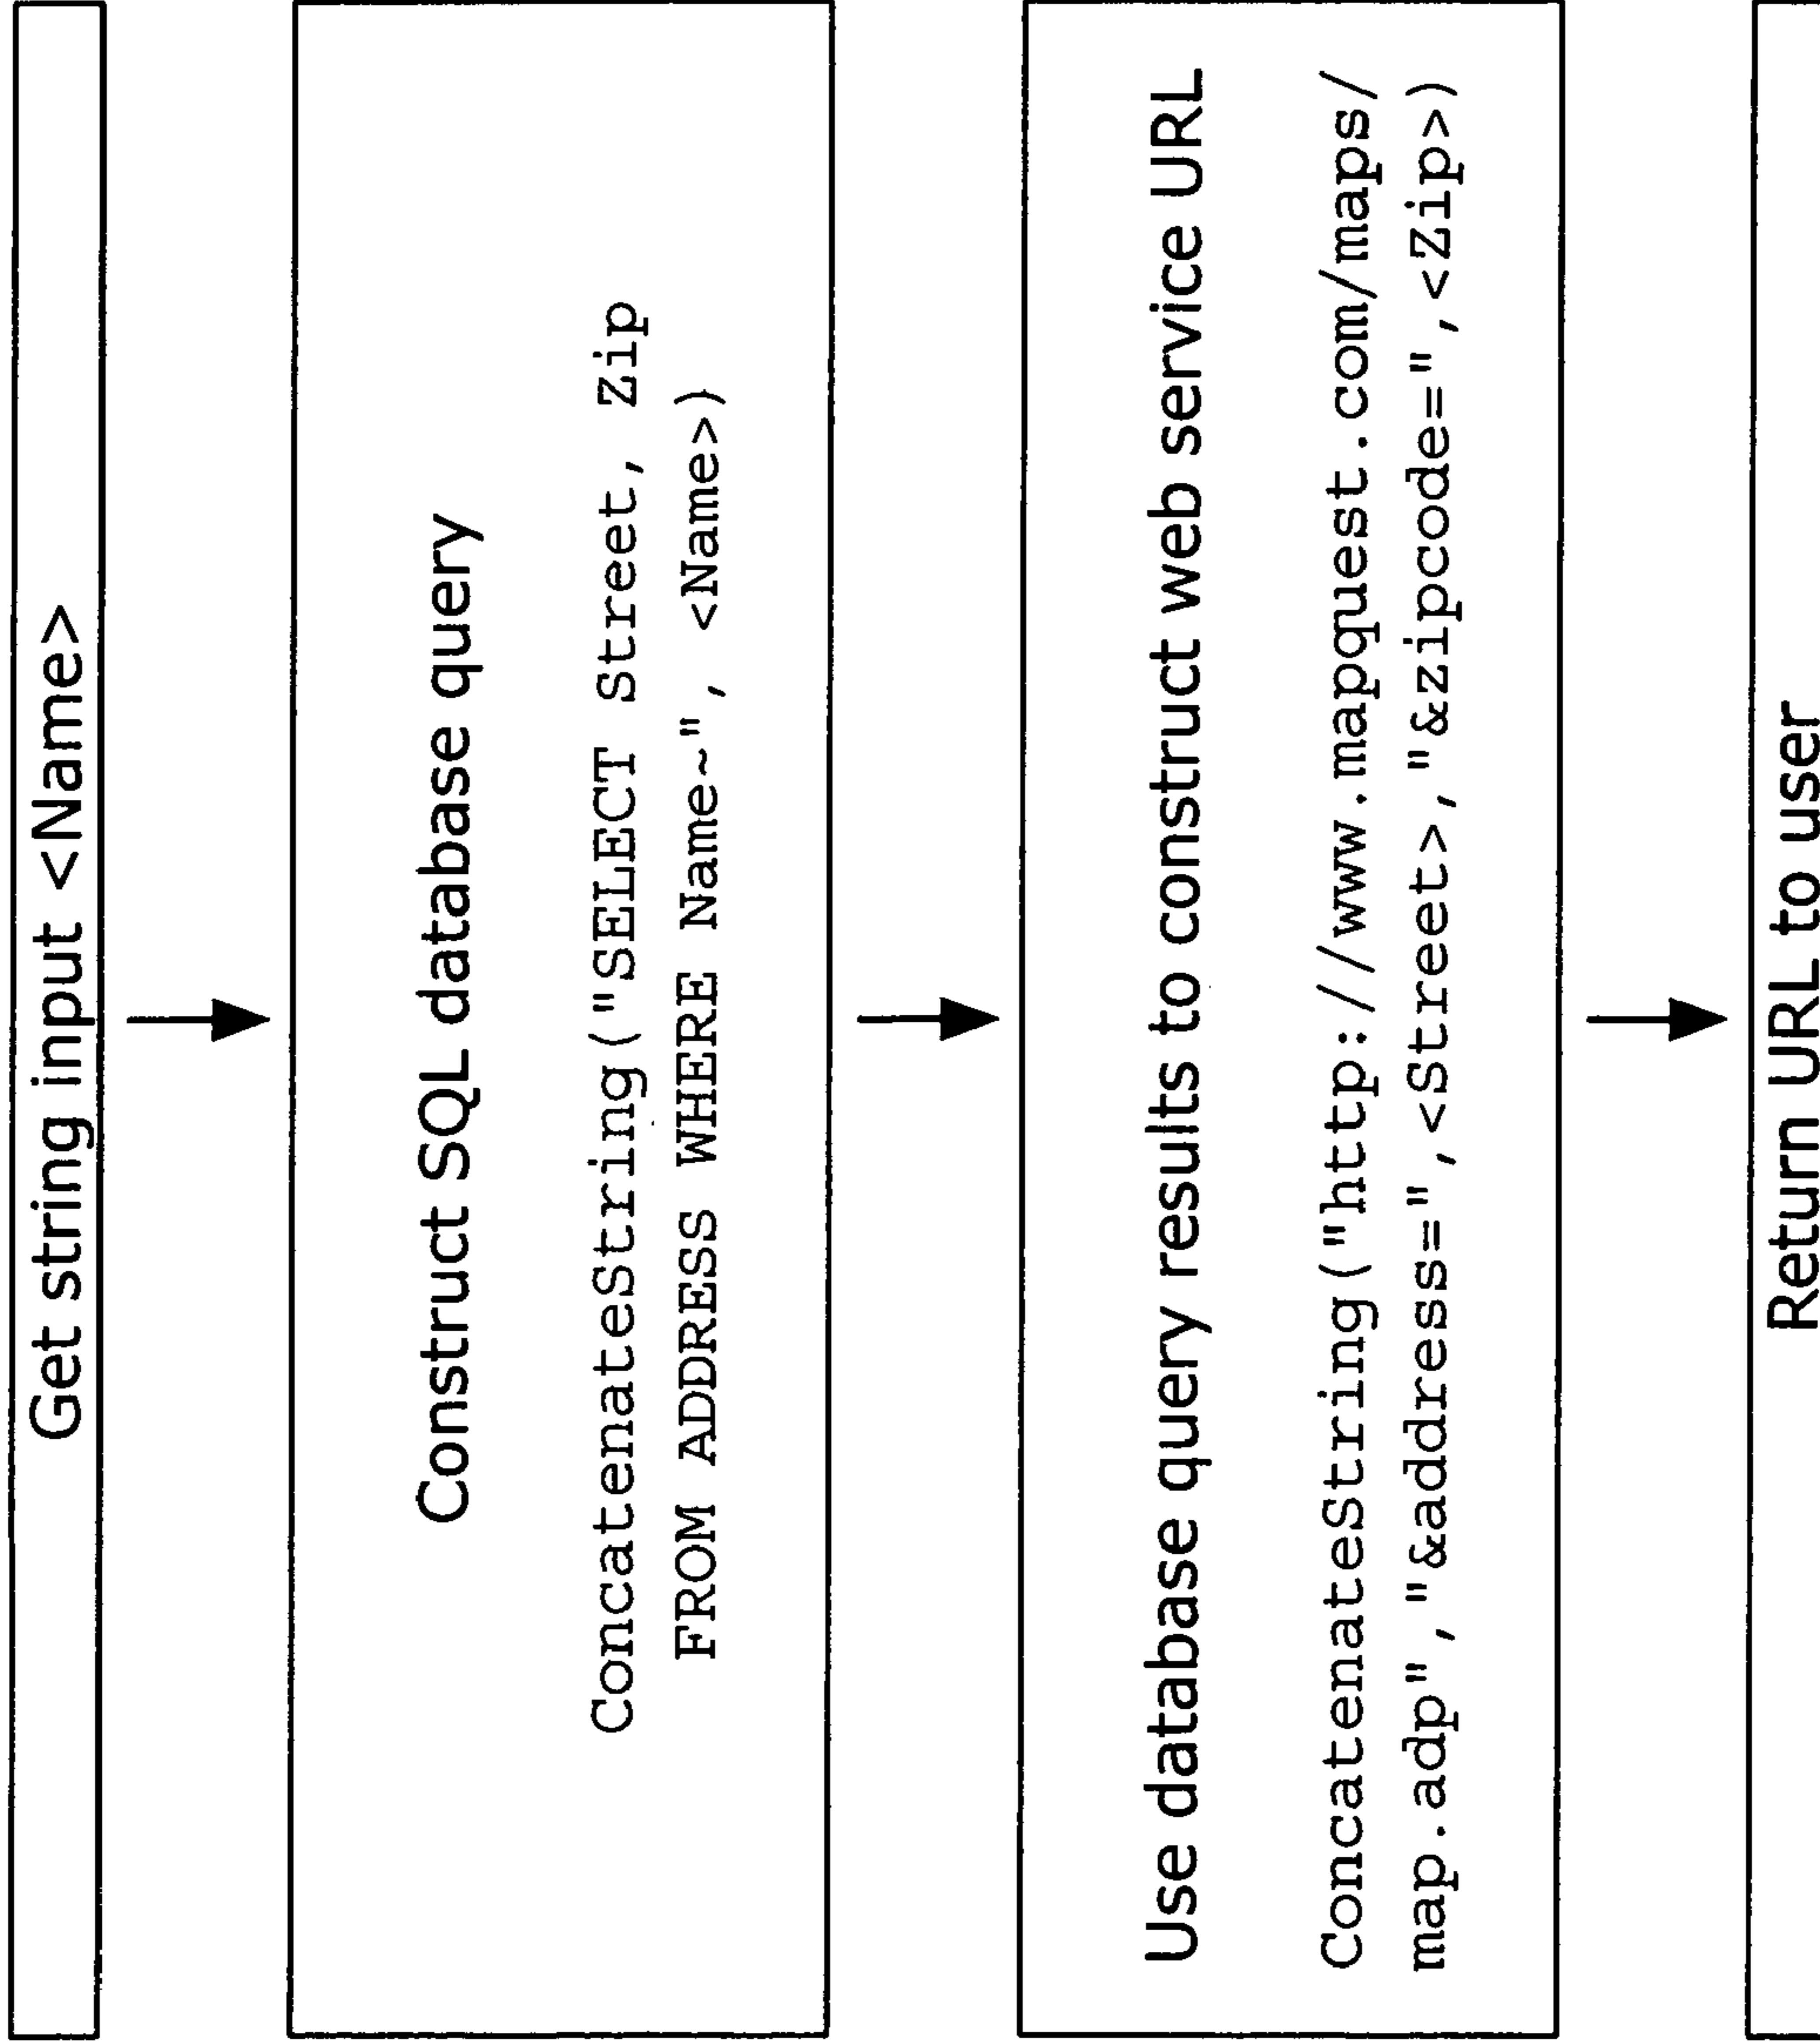 Get string input <Name>
Construct SQL database query
ConcatenateString("SELECT Street, Zip
FROM ADDRESS WHERE Name~", <Name>)
Use database query results to construct web service URL
ConcatenateString("http://www.mapquest.com/maps/
map.adp","&address=",<Street>,"&zipcode=",<Zip>)
Return URL to user